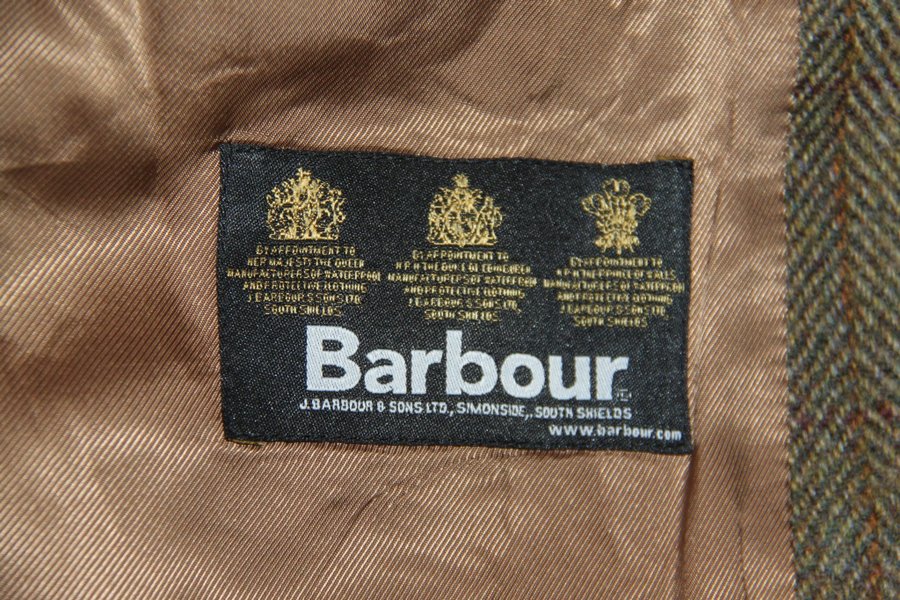 BY APPOINTMENT TO
HER MAJESTY THE QUEEN
MANUFACTURERS OF WATERPROOF
AND PROTECTIVE CLOTHING
J. BARBOUR & SONS LTD
SOUTH SHIELDS
BY APPOINTMENT TO
H.R.H THE DUKE OF EDINBURGH
MANUFACTURERS OF WATERPROOF
AND PROTECTIVE CLOTHING
J. BARBOUR & SONS LTD
SOUTH SHIELDS
BY APPOINTMENT TO
H.R.H THE PRINCE OF WALES
MANUFACTURERS OF WATERPROOF
AND PROTECTIVE CLOTHING
J. BARBOUR & SONS LTD
SOUTH SHIELDS
Barbour
J. BARBOUR & SONS LTD., SIMONSIDE,, SOUTH SHIELDS
www.barbour.com